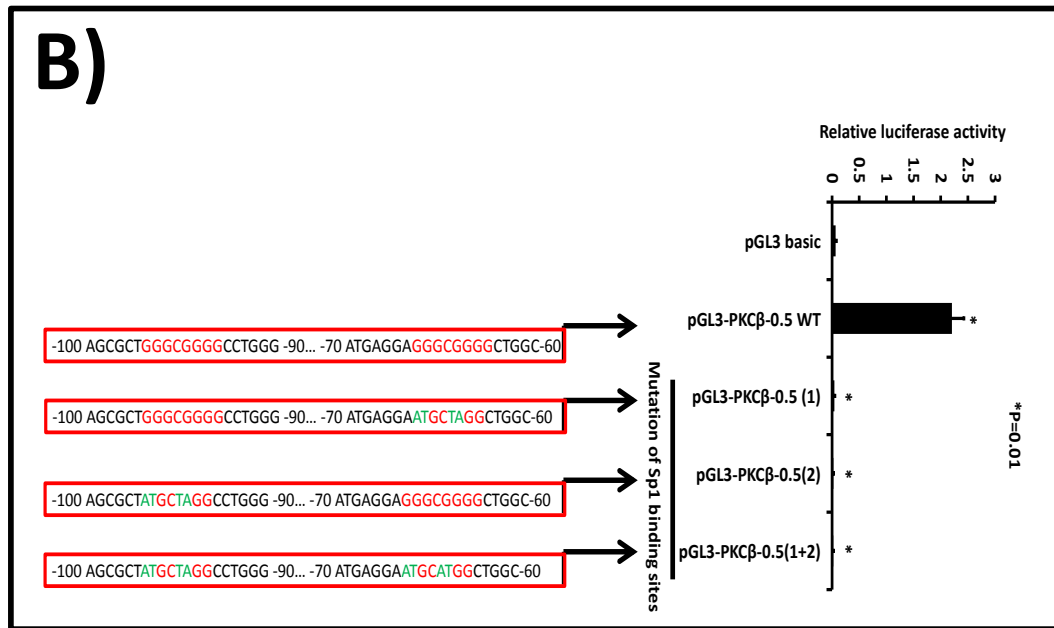 B)
Relative luciferase activity
0 0.5 1 1.5 2 2.5 3
pGL3 basic
pGL3-PKCβ-0.5 WT
*
pGL3-PKCβ-0.5 (1)
*
pGL3-PKCβ-0.5(2)
*
pGL3-PKCβ-0.5(1+2)
*
*P=0.01
Mutation of Sp1 binding sites
-100 AGCGCTGGGCGGGGCCTGGG -90... -70 ATGAGGAGGGCGGGGCTGGC-60
-100 AGCGCTGGGCGGGGCCTGGG -90... -70 ATGAGGAATGCTAGGCTGGC-60
-100 AGCGCTATGCTAGGCCTGGG -90... -70 ATGAGGAGGGCGGGGCTGGC-60
-100 AGCGCTATGCTAGGCCTGGG -90... -70 ATGAGGAATGCATGGCTGGC-60